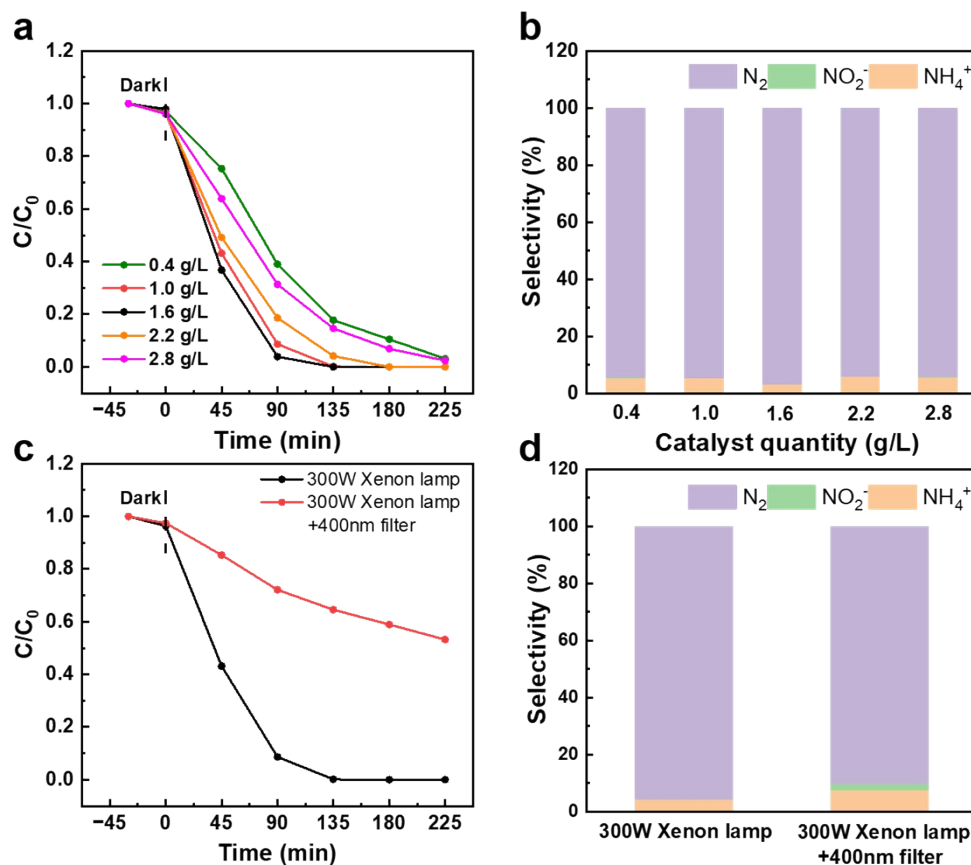 a
1.2
1.0
0.8
0.6
0.4
0.2
0.0
C/C₀
Dark
0.4 g/L
1.0 g/L
1.6 g/L
2.2 g/L
2.8 g/L
−45 0 45 90 135 180 225
Time (min)
b
120
100
80
60
40
20
0
Selectivity (%)
N₂ NO₂⁻ NH₄⁺
0.4 1.0 1.6 2.2 2.8
Catalyst quantity (g/L)
c
1.2
1.0
0.8
0.6
0.4
0.2
0.0
C/C₀
Dark
300W Xenon lamp
300W Xenon lamp
+400nm filter
−45 0 45 90 135 180 225
Time (min)
d
120
100
80
60
40
20
0
Selectivity (%)
N₂ NO₂⁻ NH₄⁺
300W Xenon lamp 300W Xenon lamp
+400nm filter